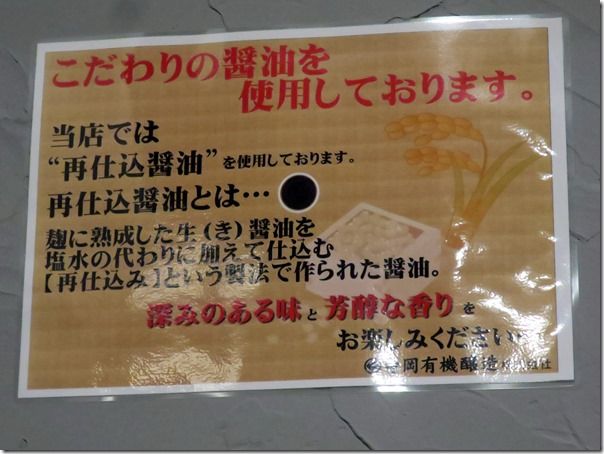 こだわりの醤油を
使用しております。
当店では
“再仕込醤油”を使用しております。
再仕込醤油とは…
麹に熟成した生(き)醤油を
塩水の代わりに加えて仕込む
【再仕込み】という製法で作られた醤油。
深みのある味と芳醇な香りを
お楽しみください
岡有機醸造